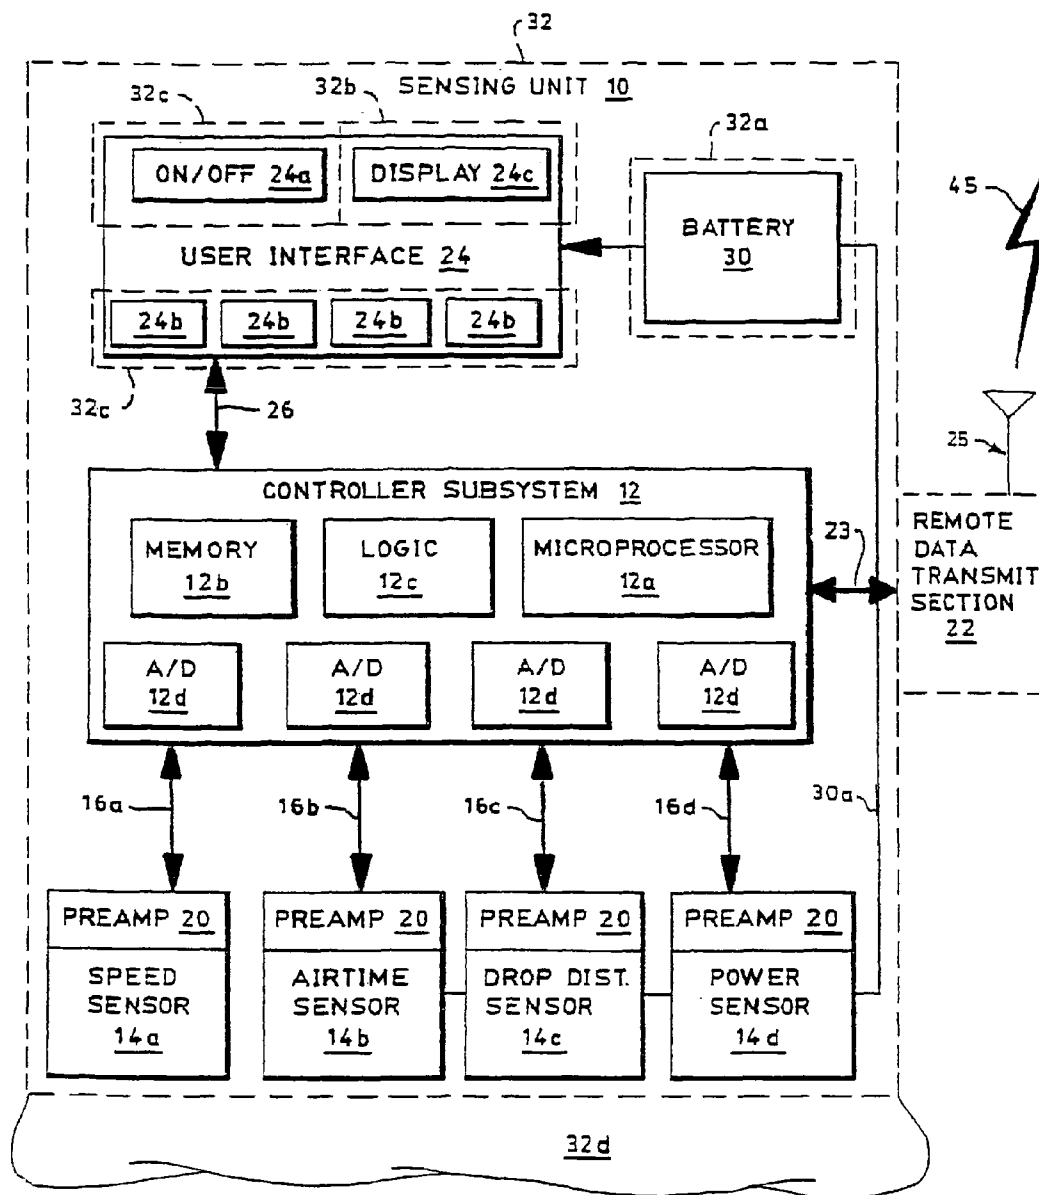 32
SENSING UNIT 10
32c
32b
32a
ON/OFF 24a
DISPLAY 24c
45
BATTERY
30
USER INTERFACE 24
24b
24b
24b
24b
32c
26
25
CONTROLLER SUBSYSTEM 12
MEMORY
12b
LOGIC
12c
MICROPROCESSOR
12a
23
REMOTE
DATA
TRANSMIT
SECTION
22
A/D
12d
A/D
12d
A/D
12d
A/D
12d
16a
16b
16c
16d
30a
PREAMP 20
SPEED
SENSOR
14a
PREAMP 20
AIRTIME
SENSOR
14b
PREAMP 20
DROP DIST.
SENSOR
14c
PREAMP 20
POWER
SENSOR
14d
32d